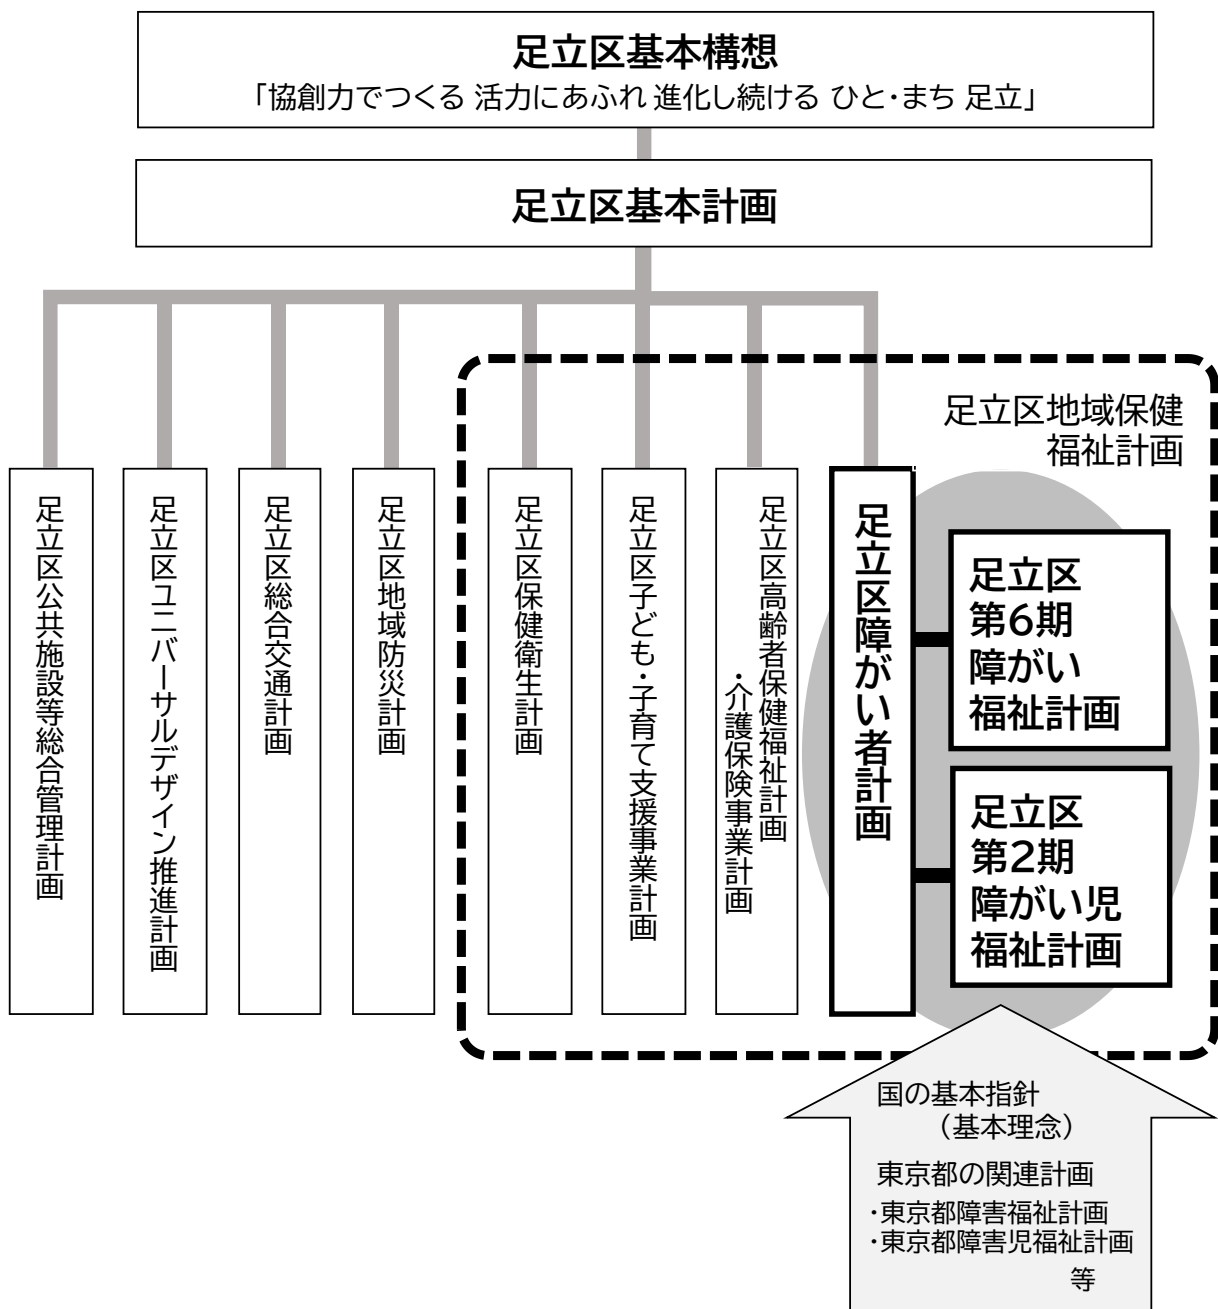 足立区基本構想
「協創力でつくる 活力にあふれ 進化し続ける ひと・まち 足立」
足立区基本計画
足立区地域保健
福祉計画
足立区公共施設等総合管理計画
足立区ユニバーサルデザイン推進計画
足立区総合交通計画
足立区地域防災計画
足立区保健衛生計画
足立区子ども・子育て支援事業計画
足立区高齢者保健福祉計画
・介護保険事業計画
足立区障がい者計画
足立区
第6期
障がい
福祉計画
足立区
第2期
障がい児
福祉計画
国の基本指針
（基本理念）
東京都の関連計画
・東京都障害福祉計画
・東京都障害児福祉計画
等